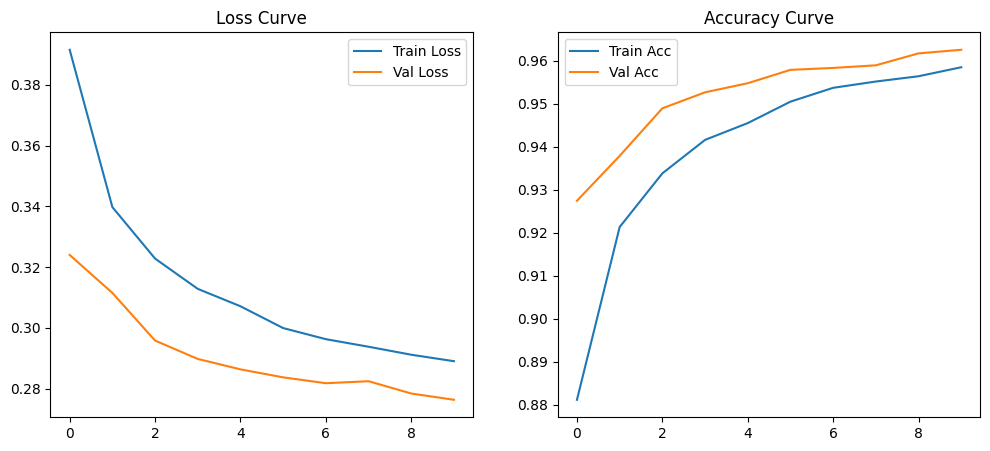 Loss Curve
Train Loss
Val Loss
0.38
0.36
0.34
0.32
0.30
0.28
0 2 4 6 8
Accuracy Curve
Train Acc
Val Acc
0.96
0.95
0.94
0.93
0.92
0.91
0.90
0.89
0.88
0 2 4 6 8